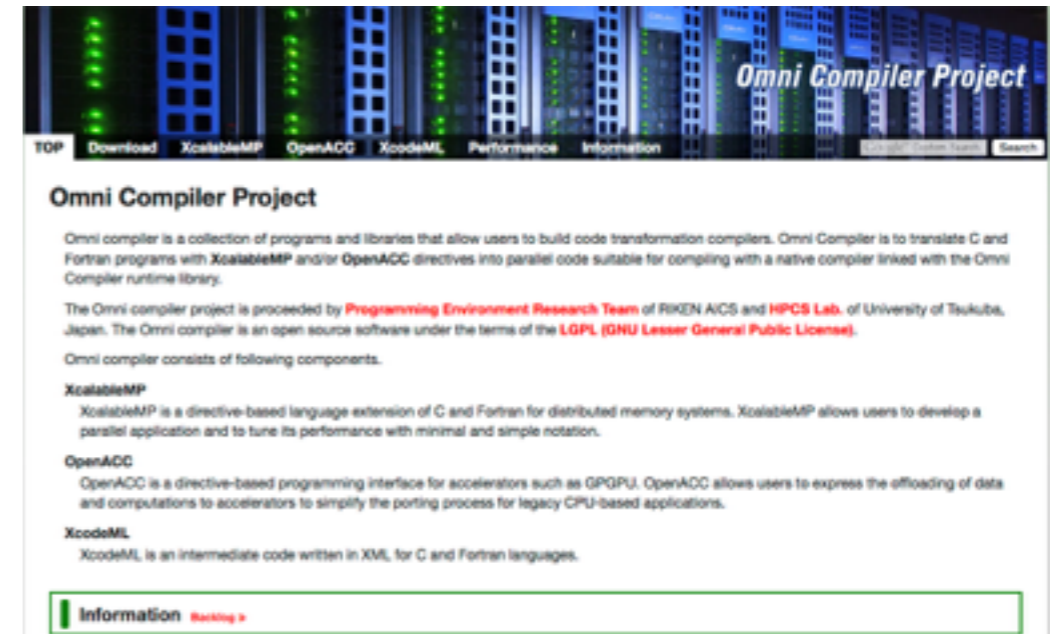 Omni Compiler Project
TOP Download XcalableMP OpenACC XcodeML Performance Information Google Custom Search Search
Omni Compiler Project
Omni compiler is a collection of programs and libraries that allow users to build code transformation compilers. Omni Compiler is to translate C and
Fortran programs with XcalableMP and/or OpenACC directives into parallel code suitable for compiling with a native compiler linked with the Omni
Compiler runtime library.
The Omni compiler project is proceeded by Programming Environment Research Team of RIKEN AICS and HPCS Lab. of University of Tsukuba,
Japan. The Omni compiler is an open source software under the terms of the LGPL (GNU Lesser General Public License).
Omni compiler consists of following components.
XcalableMP
XcalableMP is a directive-based language extension of C and Fortran for distributed memory systems. XcalableMP allows users to develop a
parallel application and to tune its performance with minimal and simple notation.
OpenACC
OpenACC is a directive-based programming interface for accelerators such as GPGPU. OpenACC allows users to express the offloading of data
and computations to accelerators to simplify the porting process for legacy CPU-based applications.
XcodeML
XcodeML is an intermediate code written in XML for C and Fortran languages.
Information Backlog >